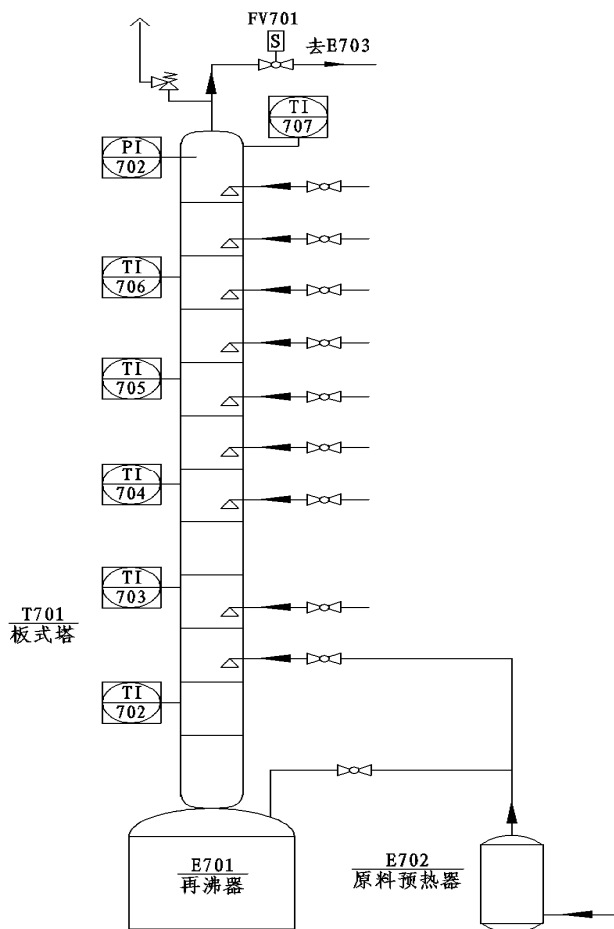 FV701
S
去E703
TI
707
PI
702
TI
706
TI
705
TI
704
TI
703
T701
板式塔
TI
702
E701
再沸器
E702
原料预热器